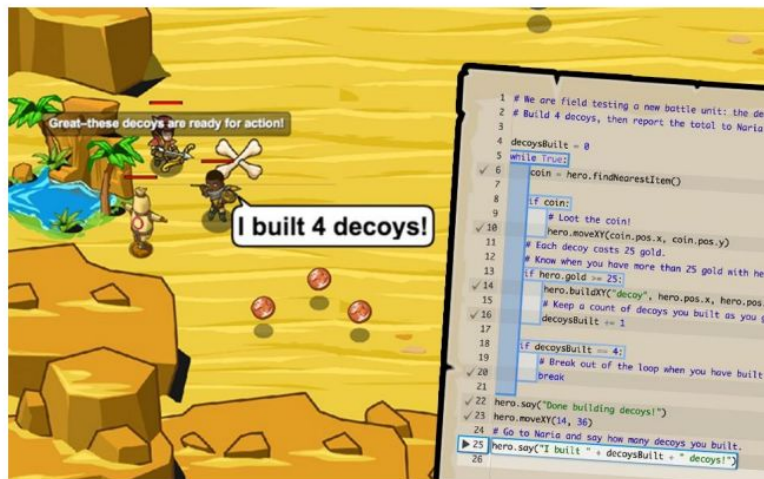 Great–these decoys are ready for action!
I built 4 decoys!
1 # We are field testing a new battle unit: the
2 # Build 4 decoys, then report the total to Naria
3
4 decoysBuilt = 0
5 while True:
6 coin = hero.findNearestItem()
7
8 if coin:
9 # Loot the coin!
10 hero.moveXY(coin.pos.x, coin.pos.y)
11 # Each decoy costs 25 gold.
12 # Know when you have more than 25 gold with
13 if hero.gold >= 25:
14 hero.buildXY("decoy", hero.pos.x, hero.pos.
15 # Keep a count of decoys you built as you
16 decoysBuilt += 1
17
18 if decoysBuilt == 4:
19 # Break out of the loop when you have built
20 break
21
22 hero.say("Done building decoys!")
23 hero.moveXY(14, 36)
24 # Go to Naria and say how many decoys you built.
25 hero.say("I built " + decoysBuilt + " decoys!")
26